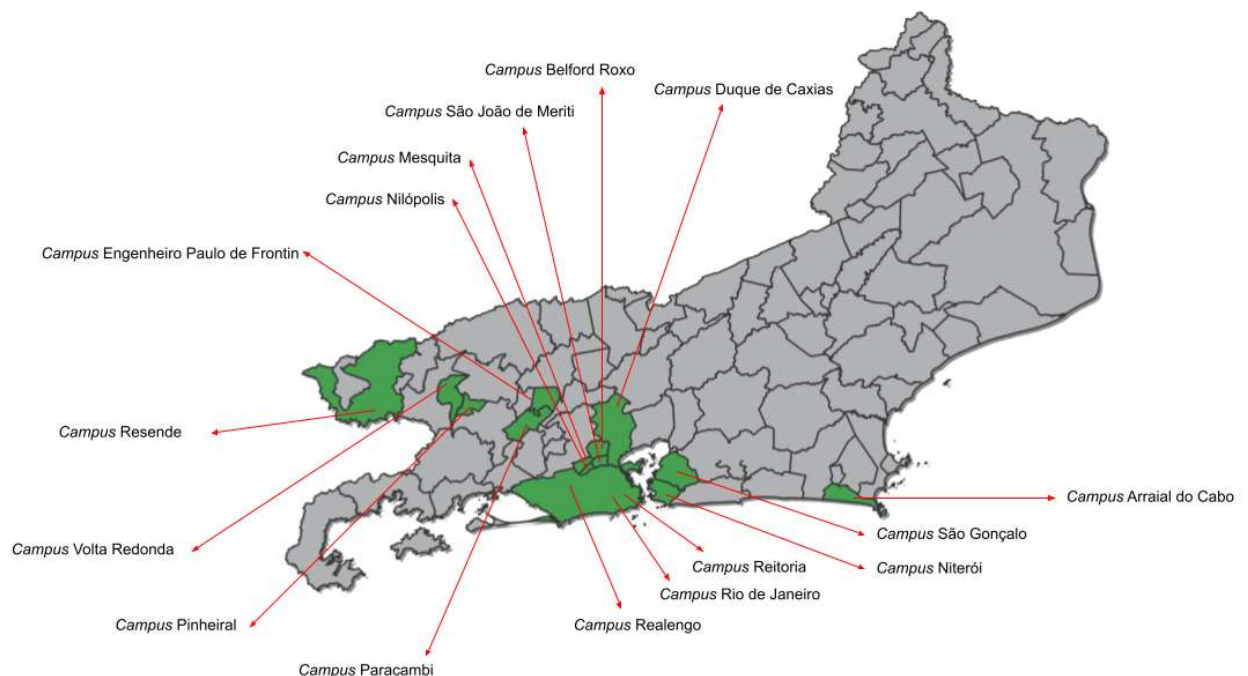 Campus Belford Roxo
Campus Duque de Caxias
Campus São João de Meriti
Campus Mesquita
Campus Nilópolis
Campus Engenheiro Paulo de Frontin
Campus Resende
Campus Arraial do Cabo
Campus São Gonçalo
Campus Volta Redonda
Campus Reitoria
Campus Niterói
Campus Rio de Janeiro
Campus Pinheiral
Campus Realengo
Campus Paracambi